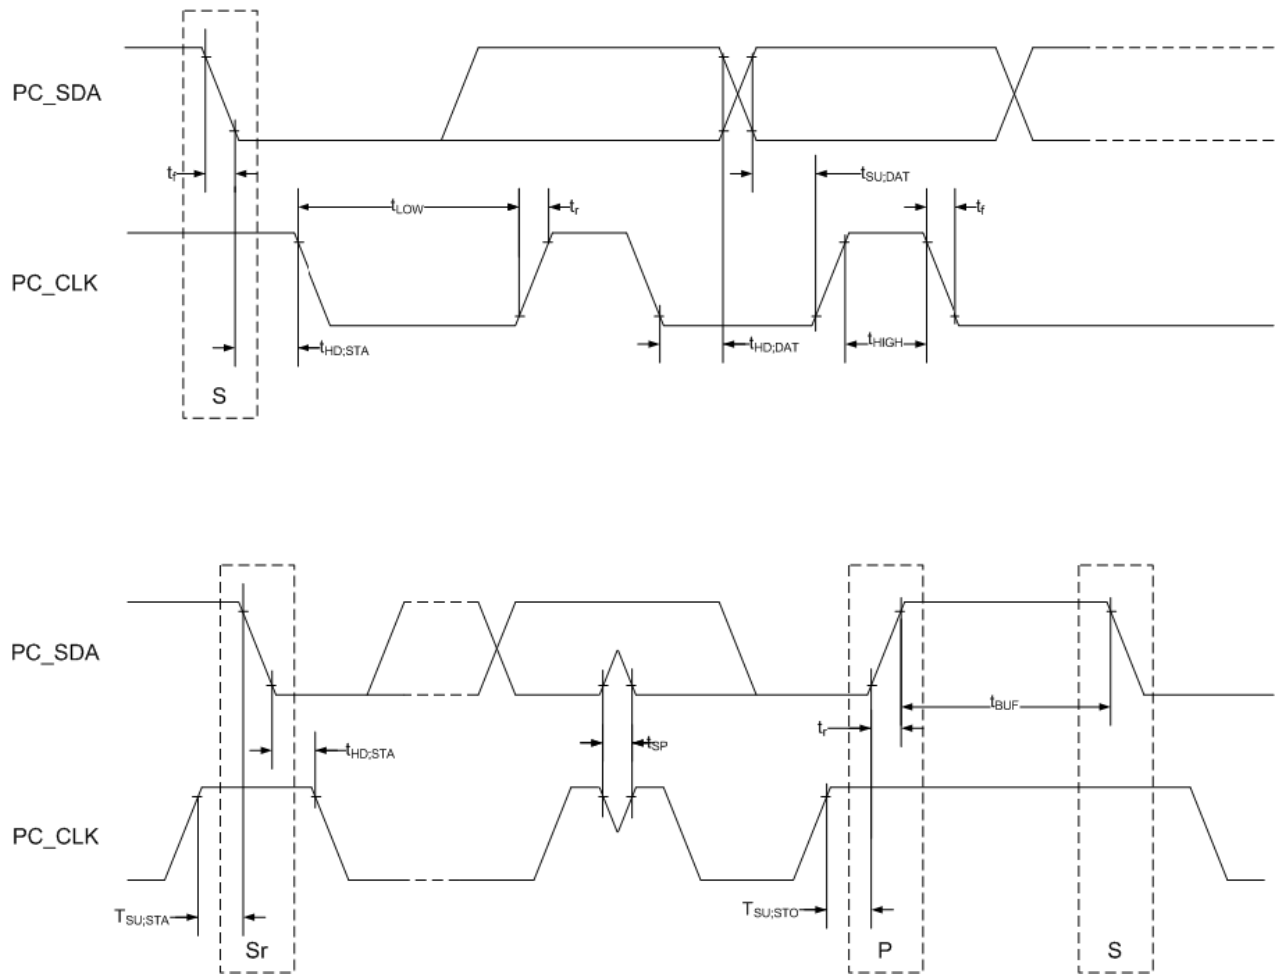 PC_SDA
tf
tSU;DAT
tLOW
tr
tf
PC_CLK
tHD;STA
tHD;DAT
tHIGH
S
PC_SDA
tBUF
tr
tHD;STA
tSP
PC_CLK
TSU;STA
TSU;STO
Sr
P
S